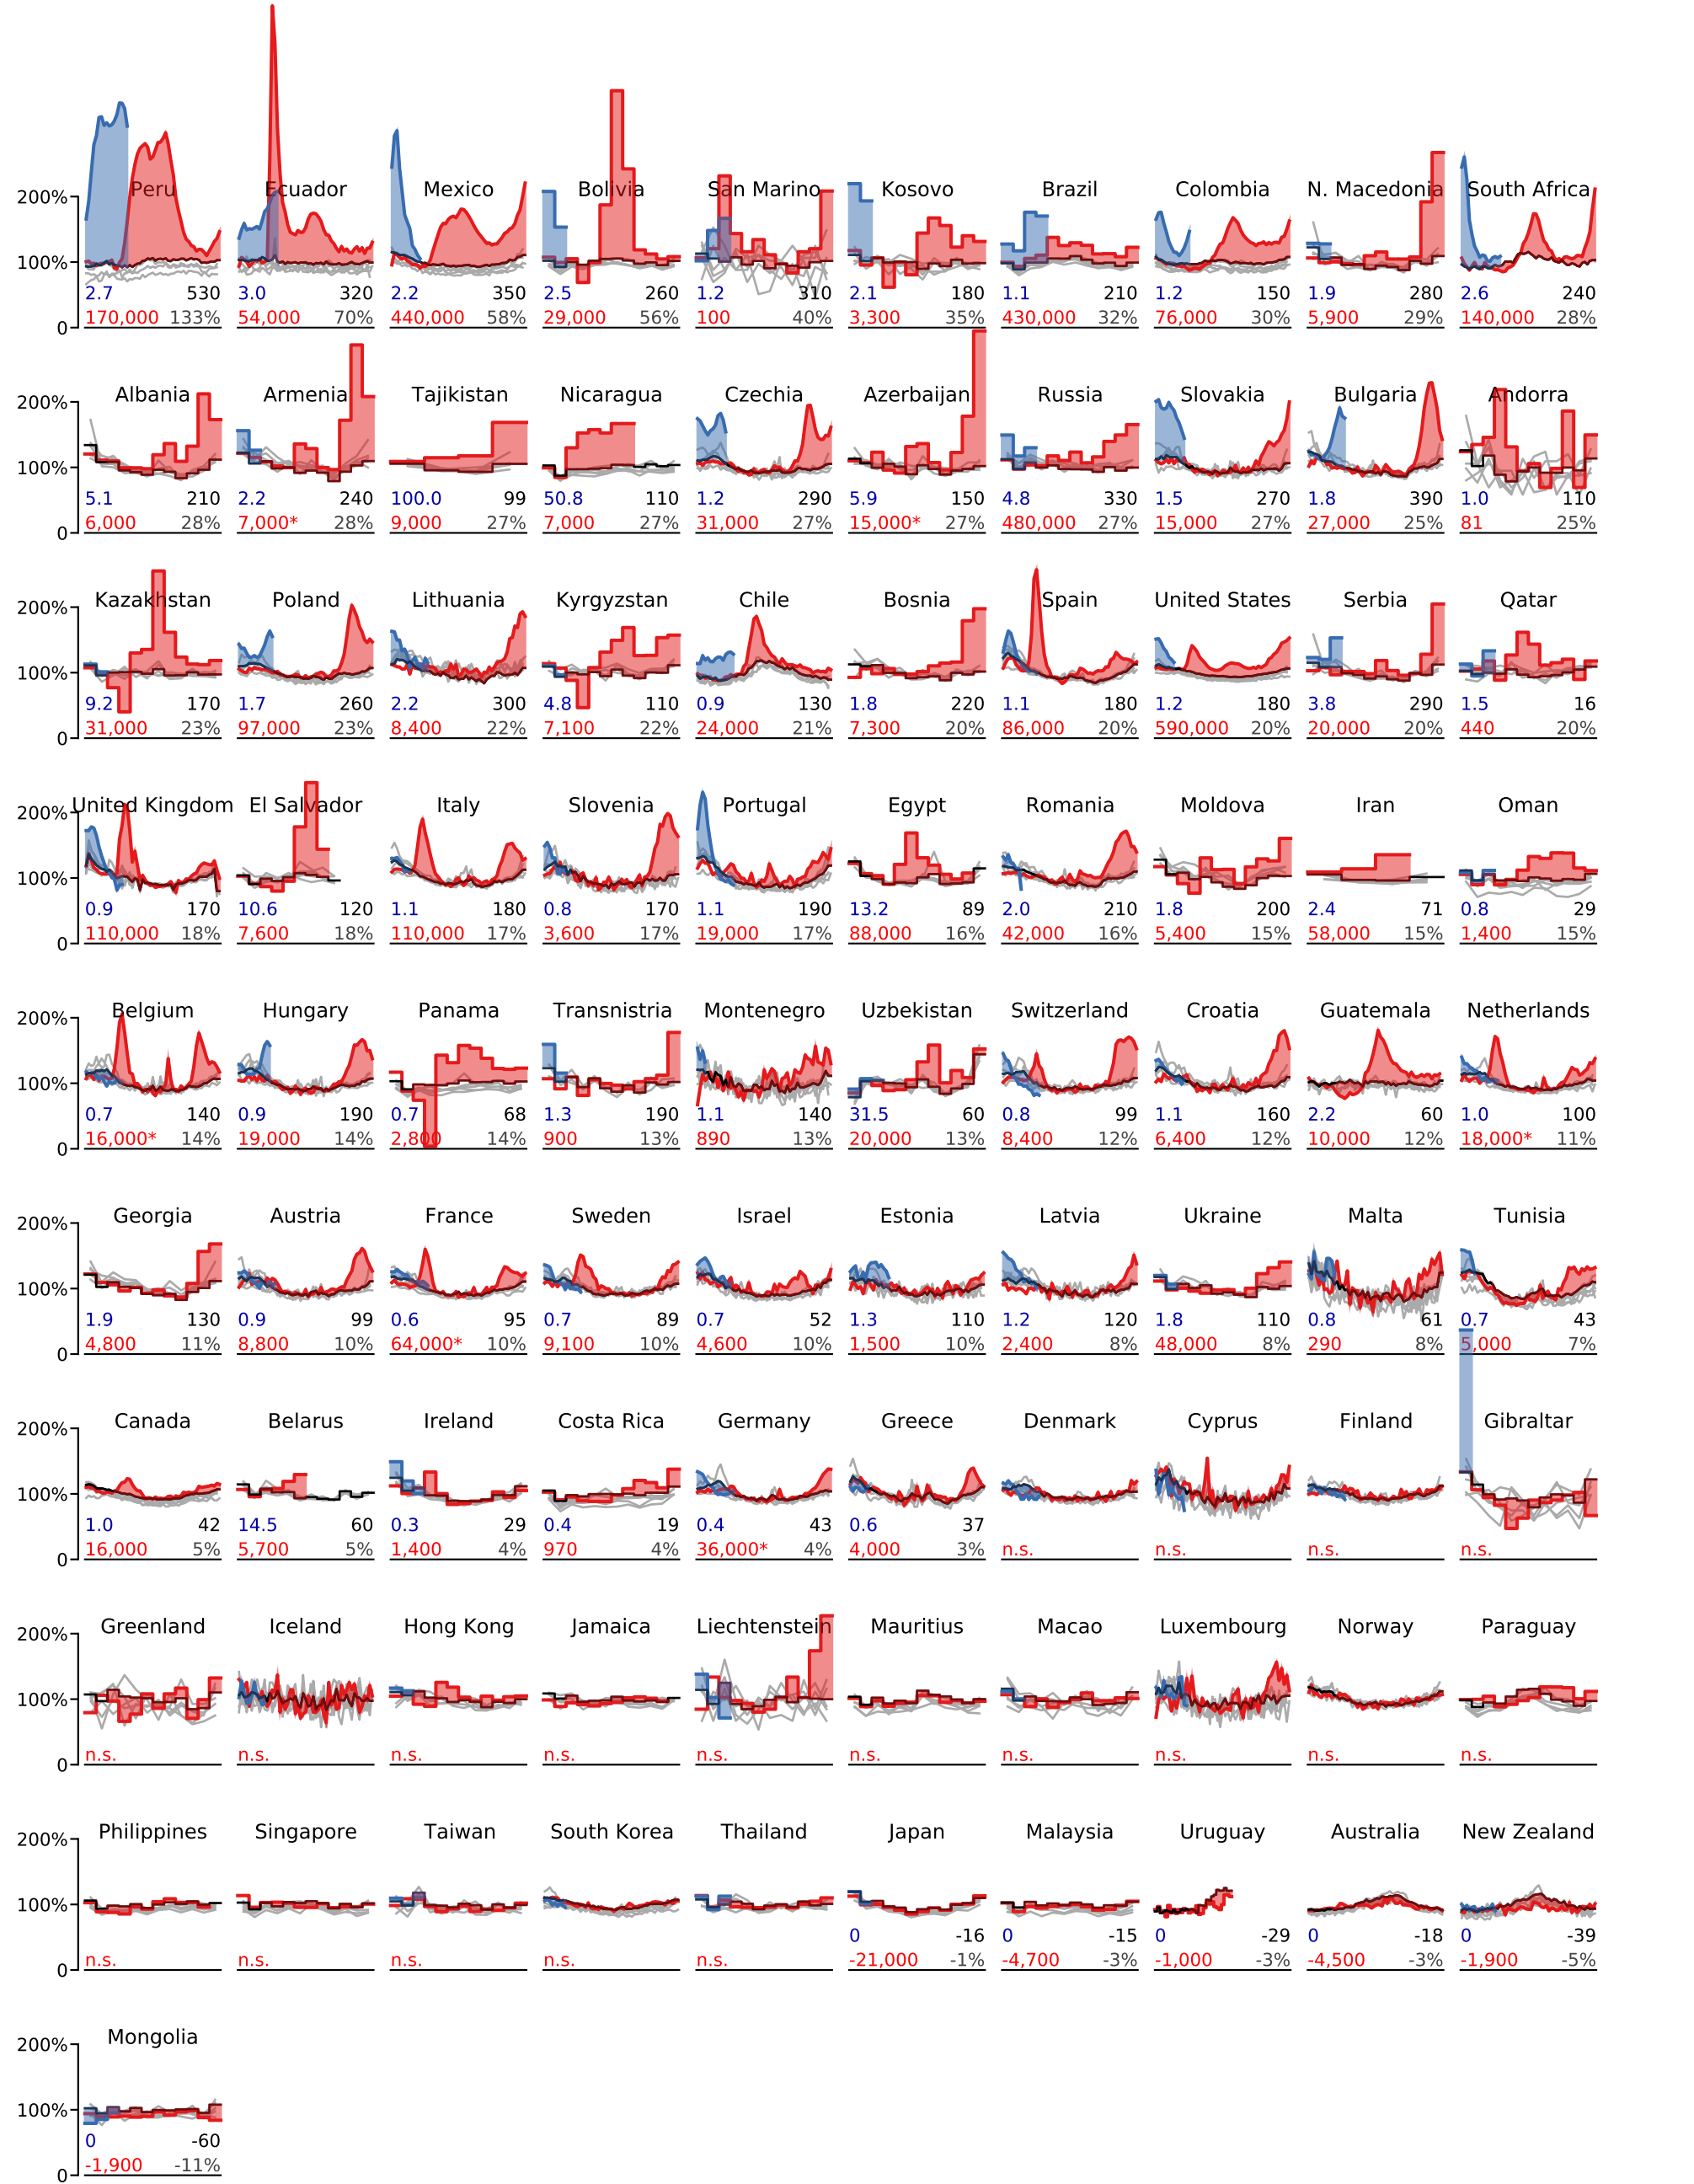 Peru Ecuador Mexico Bolivia San Marino Kosovo Brazil Colombia N. Macedonia South Africa
200%
100%
2.7 530 3.0 320 2.2 350 2.5 260 1.2 310 2.1 180 1.1 210 1.2 150 1.9 280 2.6 240
0 170,000 133% 54,000 70% 440,000 58% 29,000 56% 100 40% 3,300 35% 430,000 32% 76,000 30% 5,900 29% 140,000 28%
Albania Armenia Tajikistan Nicaragua Czechia Azerbaijan Russia Slovakia Bulgaria Andorra
200%
100%
5.1 210 2.2 240 100.0 99 50.8 110 1.2 290 5.9 150 4.8 330 1.5 270 1.8 390 1.0 110
0 6,000 28% 7,000* 28% 9,000 27% 7,000 27% 31,000 27% 15,000* 27% 480,000 27% 15,000 27% 27,000 25% 81 25%
Kazakhstan Poland Lithuania Kyrgyzstan Chile Bosnia Spain United States Serbia Qatar
200%
100%
9.2 170 1.7 260 2.2 300 4.8 110 0.9 130 1.8 220 1.1 180 1.2 180 3.8 290 1.5 16
0 31,000 23% 97,000 23% 8,400 22% 7,100 22% 24,000 21% 7,300 20% 86,000 20% 590,000 20% 20,000 20% 440 20%
United Kingdom El Salvador Italy Slovenia Portugal Egypt Romania Moldova Iran Oman
200%
100%
0.9 170 10.6 120 1.1 180 0.8 170 1.1 190 13.2 89 2.0 210 1.8 200 2.4 71 0.8 29
0 110,000 18% 7,600 18% 110,000 17% 3,600 17% 19,000 17% 88,000 16% 42,000 16% 5,400 15% 58,000 15% 1,400 15%
Belgium Hungary Panama Transnistria Montenegro Uzbekistan Switzerland Croatia Guatemala Netherlands
200%
100%
0.7 140 0.9 190 0.7 68 1.3 190 1.1 140 31.5 60 0.8 99 1.1 160 2.2 60 1.0 100
0 16,000* 14% 19,000 14% 2,800 14% 900 13% 890 13% 20,000 13% 8,400 12% 6,400 12% 10,000 12% 18,000* 11%
Georgia Austria France Sweden Israel Estonia Latvia Ukraine Malta Tunisia
200%
100%
1.9 130 0.9 99 0.6 95 0.7 89 0.7 52 1.3 110 1.2 120 1.8 110 0.8 61 0.7 43
0 4,800 11% 8,800 10% 64,000* 10% 9,100 10% 4,600 10% 1,500 10% 2,400 8% 48,000 8% 290 8% 5,000 7%
Canada Belarus Ireland Costa Rica Germany Greece Denmark Cyprus Finland Gibraltar
200%
100%
1.0 42 14.5 60 0.3 29 0.4 19 0.4 43 0.6 37
0 16,000 5% 5,700 5% 1,400 4% 970 4% 36,000* 4% 4,000 3% n.s. n.s. n.s. n.s.
Greenland Iceland Hong Kong Jamaica Liechtenstein Mauritius Macao Luxembourg Norway Paraguay
200%
100%
0 n.s. n.s. n.s. n.s. n.s. n.s. n.s. n.s. n.s. n.s.
Philippines Singapore Taiwan South Korea Thailand Japan Malaysia Uruguay Australia New Zealand
200%
100%
0 -16 0 -15 0 -29 0 -18 0 -39
0 n.s. n.s. n.s. n.s. n.s. -21,000 -1% -4,700 -3% -1,000 -3% -4,500 -3% -1,900 -5%
Mongolia
200%
100%
0 -60
0 -1,900 -11%